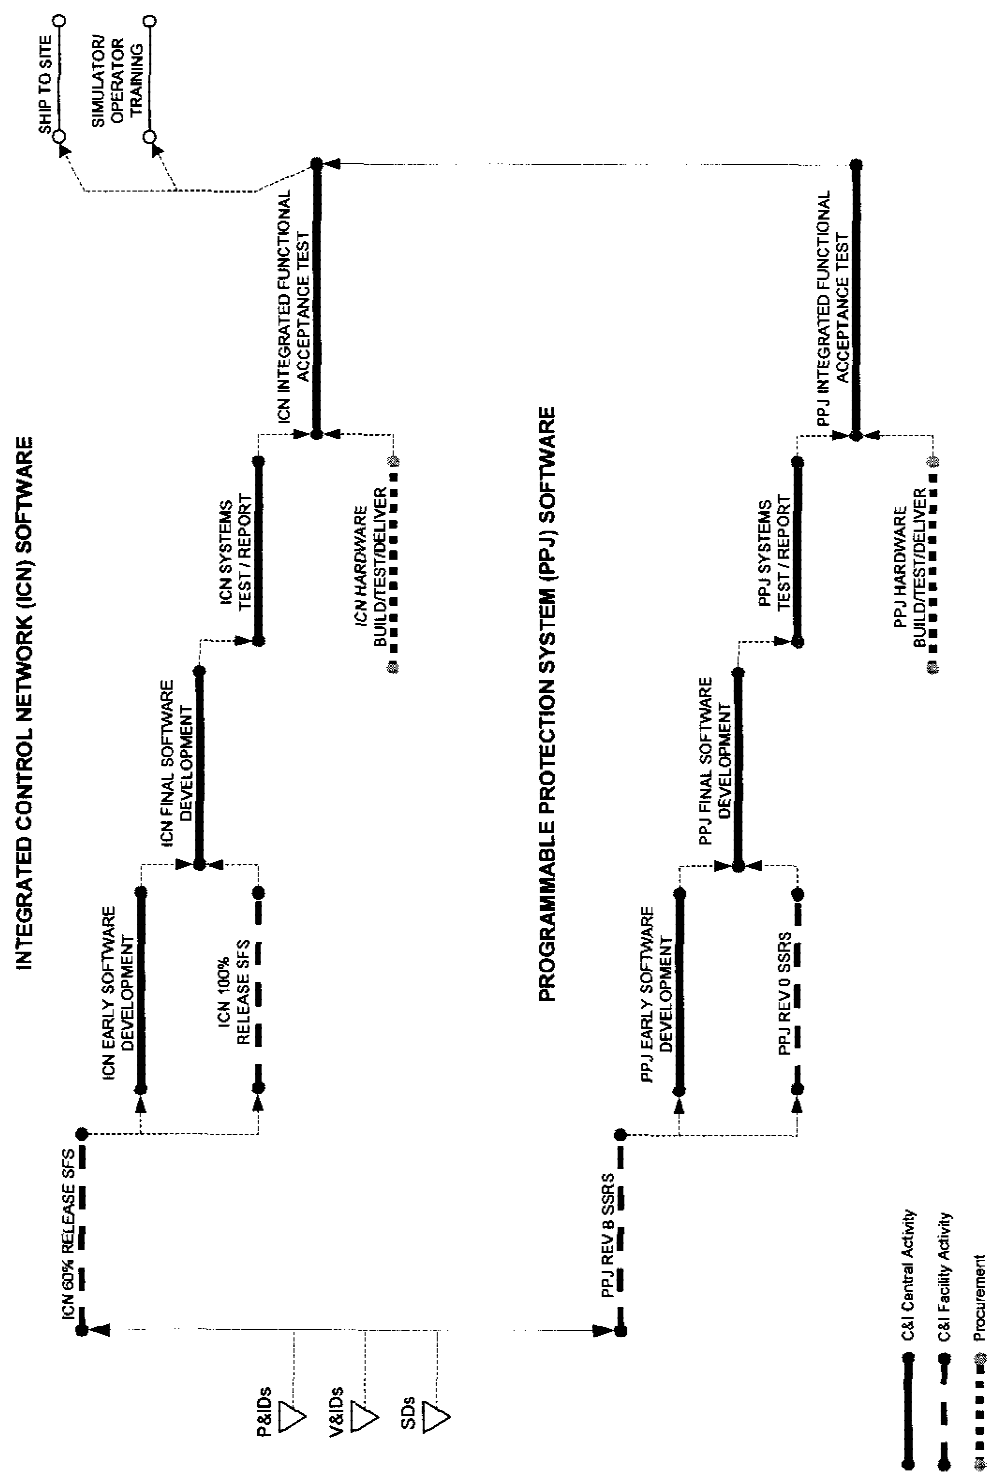 INTEGRATED CONTROL NETWORK (ICN) SOFTWARE
ICN 60% RELEASE SFS
ICN EARLY SOFTWARE
DEVELOPMENT
ICN 100%
RELEASE SFS
ICN FINAL SOFTWARE
DEVELOPMENT
ICN SYSTEMS
TEST / REPORT
ICN HARDWARE
BUILD/TEST/DELIVER
ICN INTEGRATED FUNCTIONAL
ACCEPTANCE TEST
SHIP TO SITE
SIMULATOR/
OPERATOR
TRAINING
P&IDs
V&IDs
SDs
PROGRAMMABLE PROTECTION SYSTEM (PPJ) SOFTWARE
PPJ REV B SSRS
PPJ EARLY SOFTWARE
DEVELOPMENT
PPJ REV 0 SSRS
PPJ FINAL SOFTWARE
DEVELOPMENT
PPJ SYSTEMS
TEST / REPORT
PPJ HARDWARE
BUILD/TEST/DELIVER
PPJ INTEGRATED FUNCTIONAL
ACCEPTANCE TEST
C&I Central Activity
C&I Facility Activity
Procurement